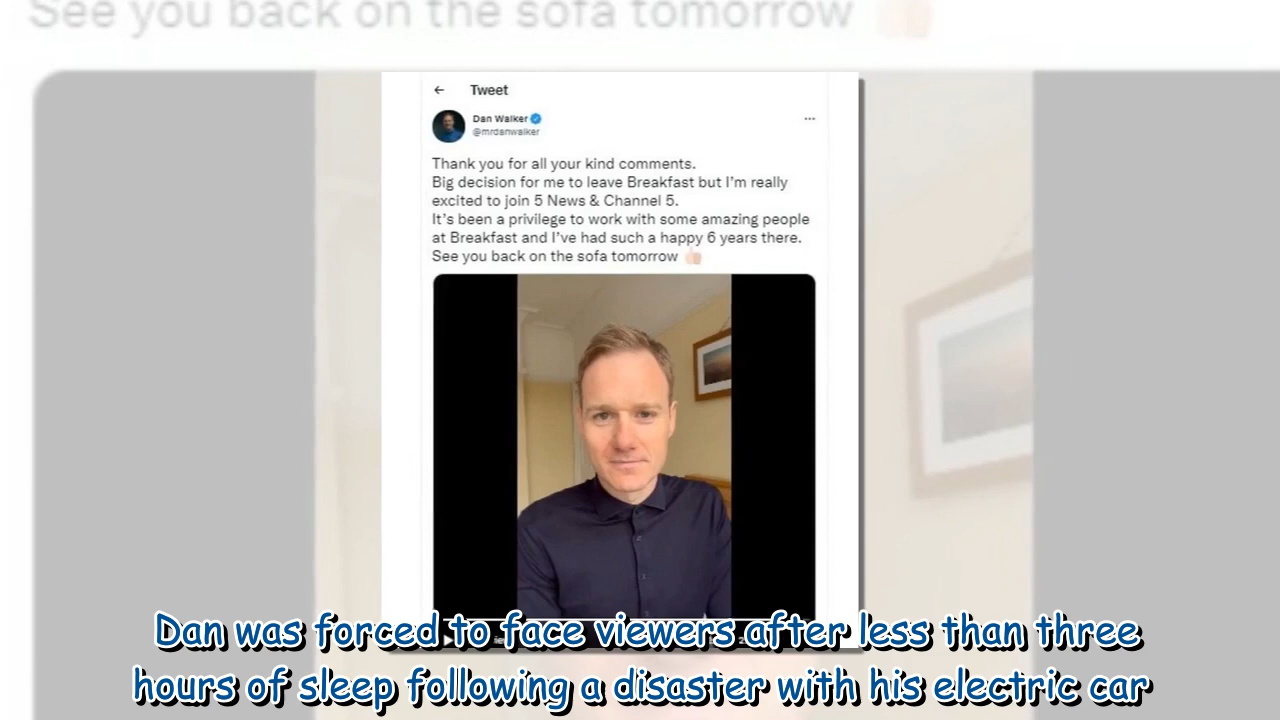 See you back on the sofa tomorrow
Tweet
Dan Walker
@mrdanwalker
Thank you for all your kind comments.
Big decision for me to leave Breakfast but I'm really
excited to join 5 News & Channel 5.
It's been a privilege to work with some amazing people
at Breakfast and I've had such a happy 6 years there.
See you back on the sofa tomorrow 👍🏻
Dan was forced to face viewers after less than three
hours of sleep following a disaster with his electric car